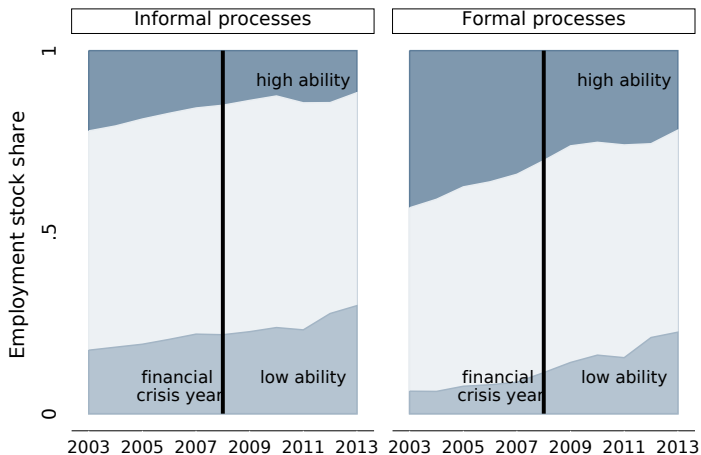 Informal processes
Formal processes
Employment stock share
1
.5
0
high ability
high ability
financial
crisis year
low ability
financial
crisis year
low ability
2003 2005 2007 2009 2011 2013
2003 2005 2007 2009 2011 2013